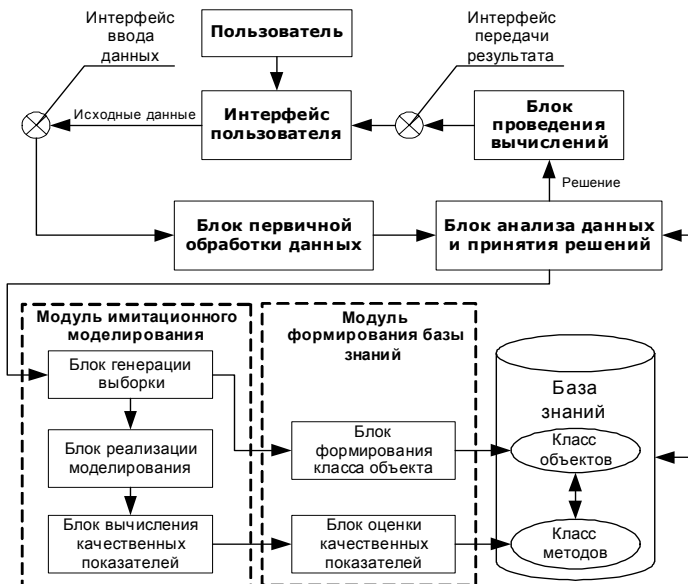 Интерфейс
ввода
данных
Пользователь
Интерфейс
передачи
результата
Исходные данные
Интерфейс
пользователя
Блок
проведения
вычислений
Решение
Блок первичной
обработки данных
Блок анализа данных
и принятия решений
Модуль имитационного
моделирования
Модуль
формирования базы
знаний
Блок генерации
выборки
База
знаний
Блок реализации
моделирования
Блок
формирования
класса объекта
Класс
объектов
Блок вычисления
качественных
показателей
Блок оценки
качественных
показателей
Класс
методов